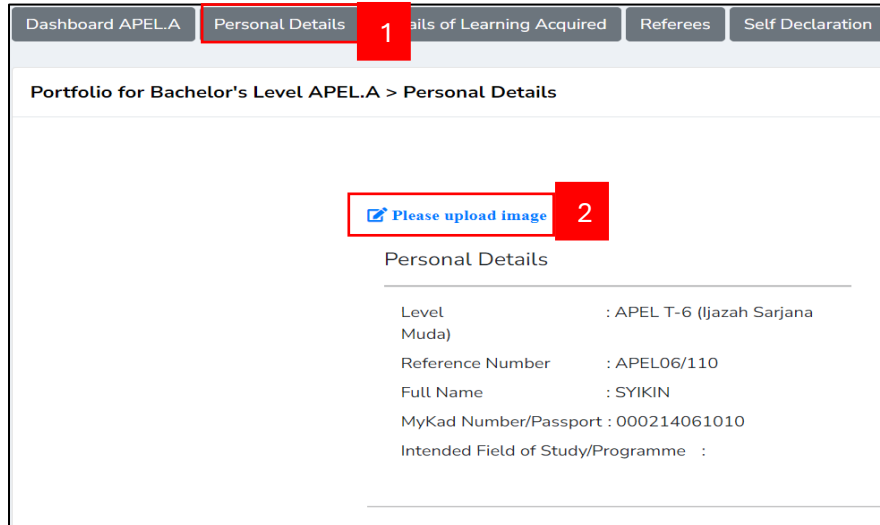 Dashboard APEL.A Personal Details 1 ails of Learning Acquired Referees Self Declaration
Portfolio for Bachelor's Level APEL.A > Personal Details
Please upload image 2
Personal Details
Level : APEL T-6 (Ijazah Sarjana
Muda)
Reference Number : APEL06/110
Full Name : SYIKIN
MyKad Number/Passport : 000214061010
Intended Field of Study/Programme :